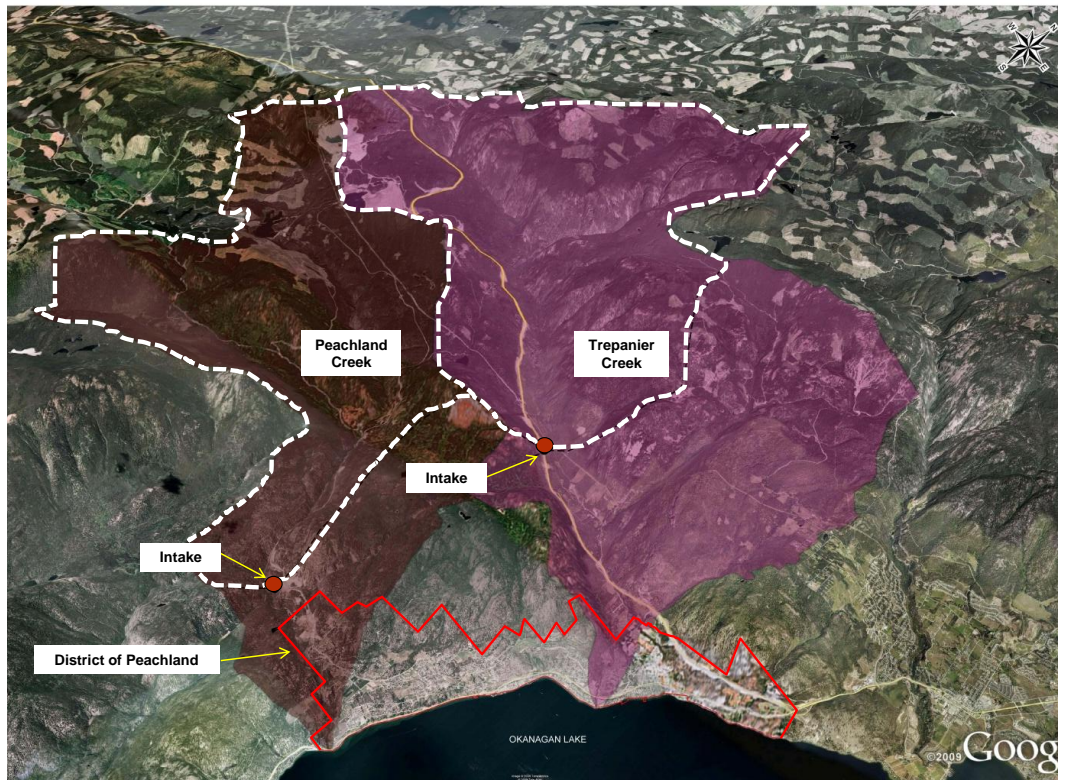 N
W
S
E
Peachland
Creek
Trepanier
Creek
Intake
Intake
District of Peachland
OKANAGAN LAKE
©2009 Goog